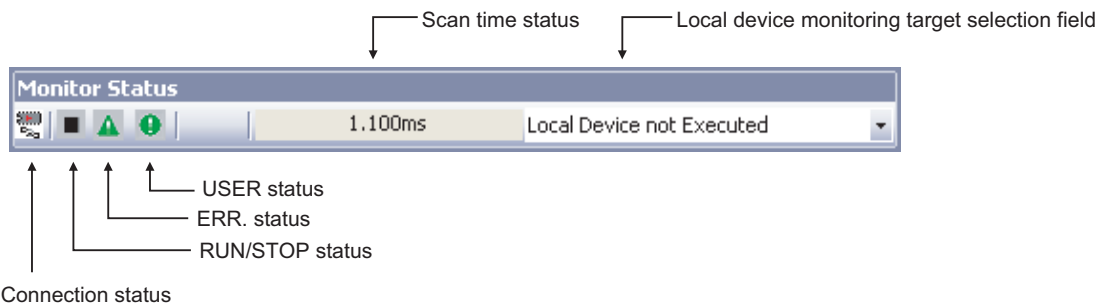 Scan time status
Local device monitoring target selection field
Monitor Status
1.100ms
Local Device not Executed
USER status
ERR. status
RUN/STOP status
Connection status